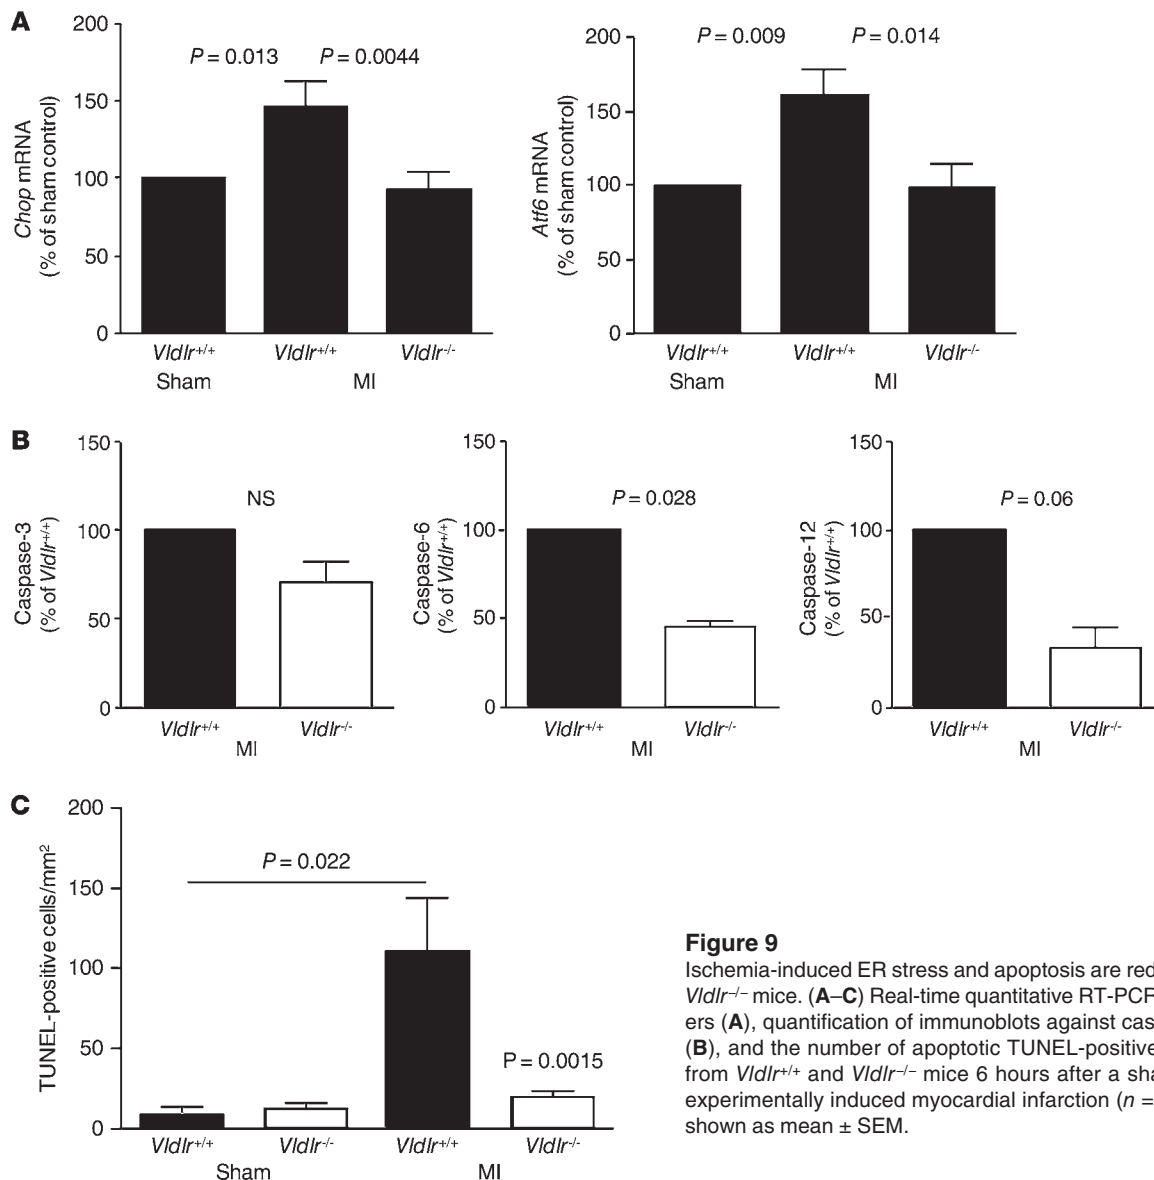 A
200
150
100
50
0
Chop mRNA
(% of sham control)
P = 0.013 P = 0.0044
Vldlr+/+ Vldlr+/+ Vldlr-/-
Sham MI
200
150
100
50
0
Atf6 mRNA
(% of sham control)
P = 0.009 P = 0.014
Vldlr+/+ Vldlr+/+ Vldlr-/-
Sham MI
B
150
100
50
0
Caspase-3
(% of Vldlr+/+)
NS
Vldlr+/+ Vldlr-/-
MI
150
100
50
0
Caspase-6
(% of Vldlr+/+)
P = 0.028
Vldlr+/+ Vldlr-/-
MI
150
100
50
0
Caspase-12
(% of Vldlr+/+)
P = 0.06
Vldlr+/+ Vldlr-/-
MI
C
200
150
100
50
0
TUNEL-positive cells/mm²
P = 0.022
P = 0.0015
Vldlr+/+ Vldlr-/- Vldlr+/+ Vldlr-/-
Sham MI
Figure 9
Ischemia-induced ER stress and apoptosis are red
Vldlr–/– mice. (A–C) Real-time quantitative RT-PCR
ers (A), quantification of immunoblots against cas
(B), and the number of apoptotic TUNEL-positive
from Vldlr+/+ and Vldlr–/– mice 6 hours after a sha
experimentally induced myocardial infarction (n =
shown as mean ± SEM.